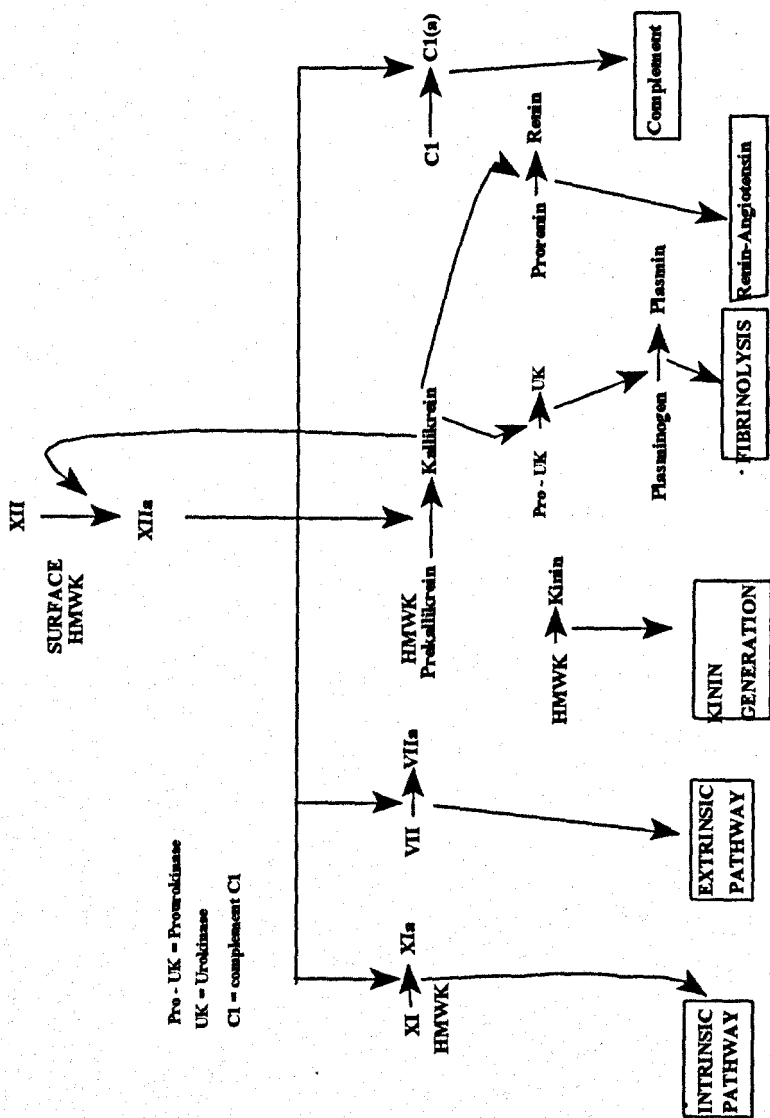 XII
SURFACE
HMWK
XIIa
Pro - UK = Prourokinase
UK = Urokinase
C1 = complement C1
XI
XIa
HMWK
VII
VIIa
HMWK
Prekallikrein
Kallikrein
C1
C1(a)
HMWK
Kinin
Pro - UK
UK
Prorenin
Renin
Plasminogen
Plasmin
INTRINSIC
PATHWAY
EXTRINSIC
PATHWAY
KININ
GENERATION
FIBRINOLYSIS
Renin-Angiotensin
Complement